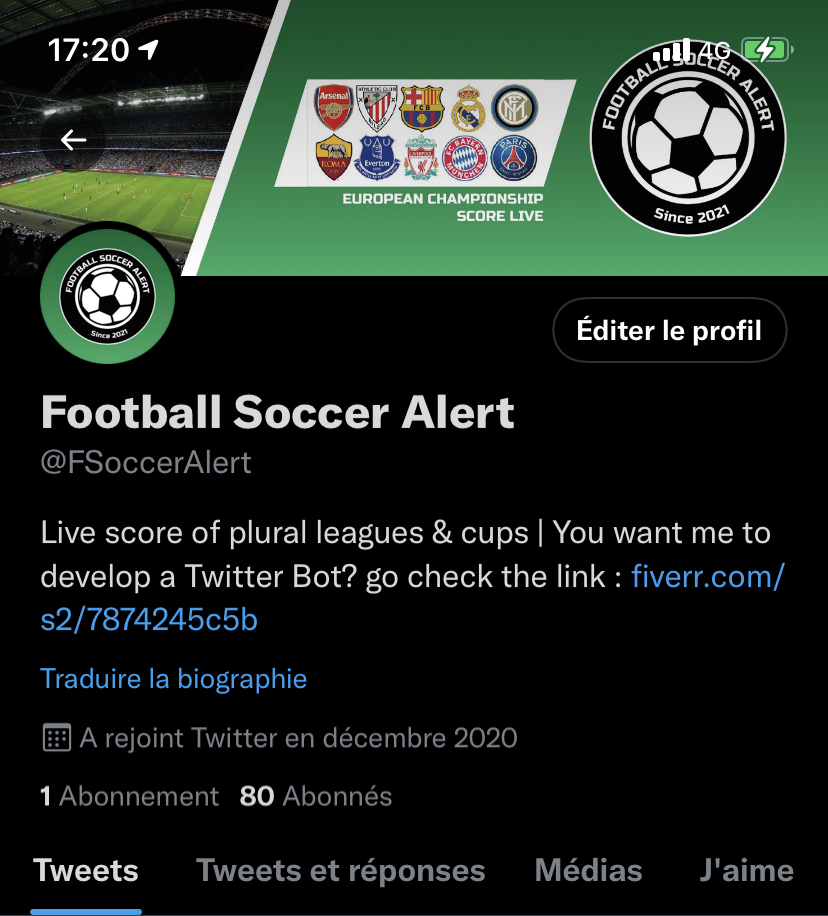 17:20
4G
Arsenal
ATHLETIC CLUB
FCB
ROMA
Everton
LIVERPOOL
FC BAYERN
MÜNCHEN
PARIS
EUROPEAN CHAMPIONSHIP
SCORE LIVE
FOOTBALL SOCCER ALERT
Since 2021
FOOTBALL SOCCER ALERT
Since 2021
Éditer le profil
Football Soccer Alert
@FSoccerAlert
Live score of plural leagues & cups | You want me to
develop a Twitter Bot? go check the link : fiverr.com/
s2/7874245c5b
Traduire la biographie
A rejoint Twitter en décembre 2020
1 Abonnement 80 Abonnés
Tweets Tweets et réponses Médias J'aime